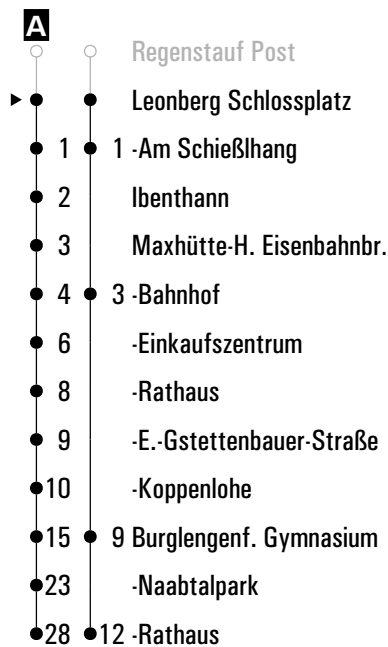 A
Regenstauf Post
Leonberg Schlossplatz
1 1 -Am Schießlhang
2 Ibenthann
3 Maxhütte-H. Eisenbahnbr.
4 3 -Bahnhof
6 -Einkaufszentrum
8 -Rathaus
9 -E.-Gstettenbauer-Straße
10 -Koppenlohe
15 9 Burglengenf. Gymnasium
23 -Naabtalpark
28 12 -Rathaus